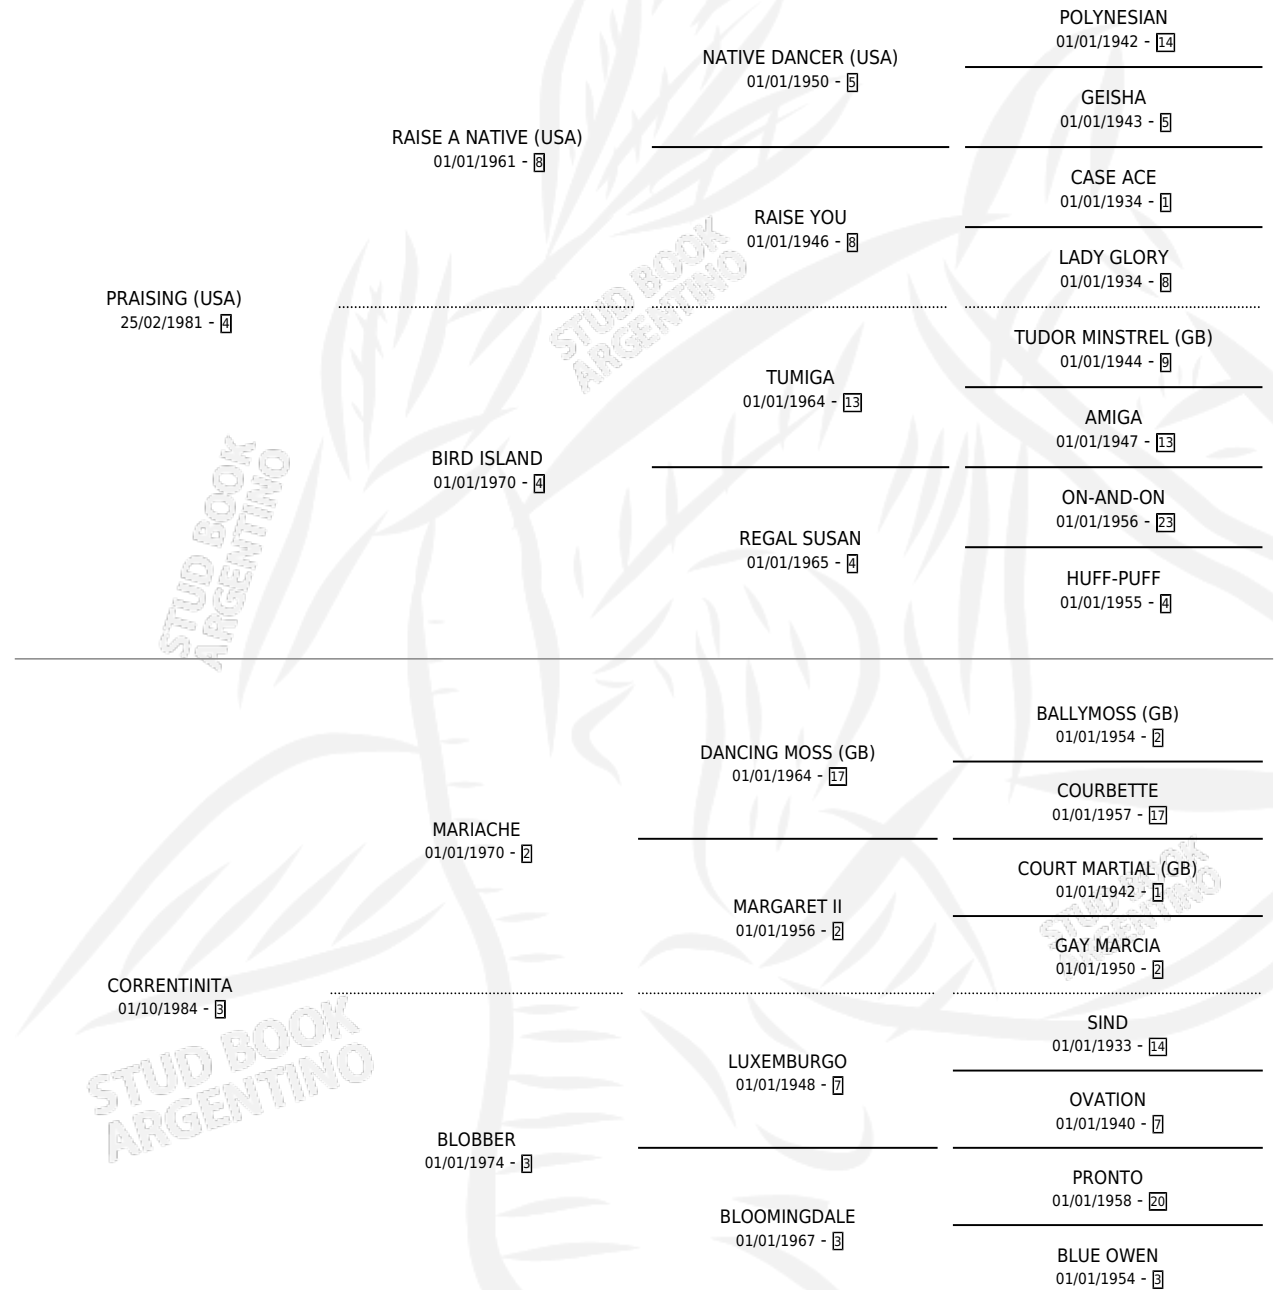 POLYNESIAN
01/01/1942 - 14
NATIVE DANCER (USA)
01/01/1950 - 5
GEISHA
01/01/1943 - 5
RAISE A NATIVE (USA)
01/01/1961 - 8
CASE ACE
01/01/1934 - 1
RAISE YOU
01/01/1946 - 8
LADY GLORY
01/01/1934 - 8
PRAISING (USA)
25/02/1981 - 4
STUD BOOK
ARGENTINO
TUDOR MINSTREL (GB)
01/01/1944 - 9
TUMIGA
01/01/1964 - 13
AMIGA
01/01/1947 - 13
BIRD ISLAND
01/01/1970 - 4
ON-AND-ON
01/01/1956 - 23
REGAL SUSAN
01/01/1965 - 4
HUFF-PUFF
01/01/1955 - 4
STUD BOOK
ARGENTINO
BALLYMOSS (GB)
01/01/1954 - 2
DANCING MOSS (GB)
01/01/1964 - 17
COURBETTE
01/01/1957 - 17
MARIACHE
01/01/1970 - 2
COURT MARTIAL (GB)
01/01/1942 - 1
MARGARET II
01/01/1956 - 2
GAY MARCIA
01/01/1950 - 2
STUD BOOK
ARGENTINO
CORRENTINITA
01/10/1984 - 3
SIND
01/01/1933 - 14
LUXEMBURGO
01/01/1948 - 7
OVATION
01/01/1940 - 7
STUD BOOK
ARGENTINO
BLOBBER
01/01/1974 - 3
PRONTO
01/01/1958 - 20
BLOOMINGDALE
01/01/1967 - 3
BLUE OWEN
01/01/1954 - 3